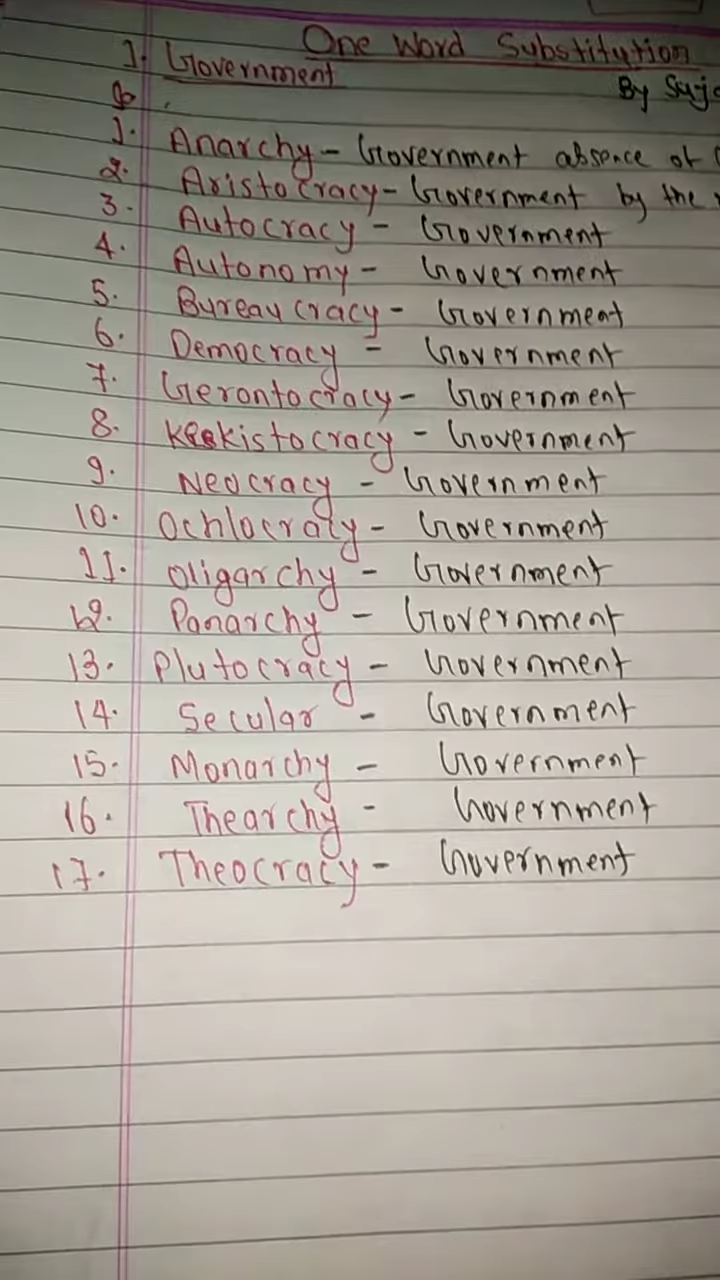 One Word Substitution
1. Government
By
1. Anarchy - Government absence of
2. Aristocracy - Government by the
3. Autocracy - Government
4. Autonomy - Government
5. Bureaucracy - Government
6. Democracy - Government
7. Gerontocracy - Government
8. Kakistocracy - Government
9. Neocracy - Government
10. Ochlocraty - Government
11. Oligarchy - Government
12. Panarchy - Government
13. Plutocracy - Government
14. Secular - Government
15. Monarchy - Government
16. Thearchy - Government
17. Theocracy - Government